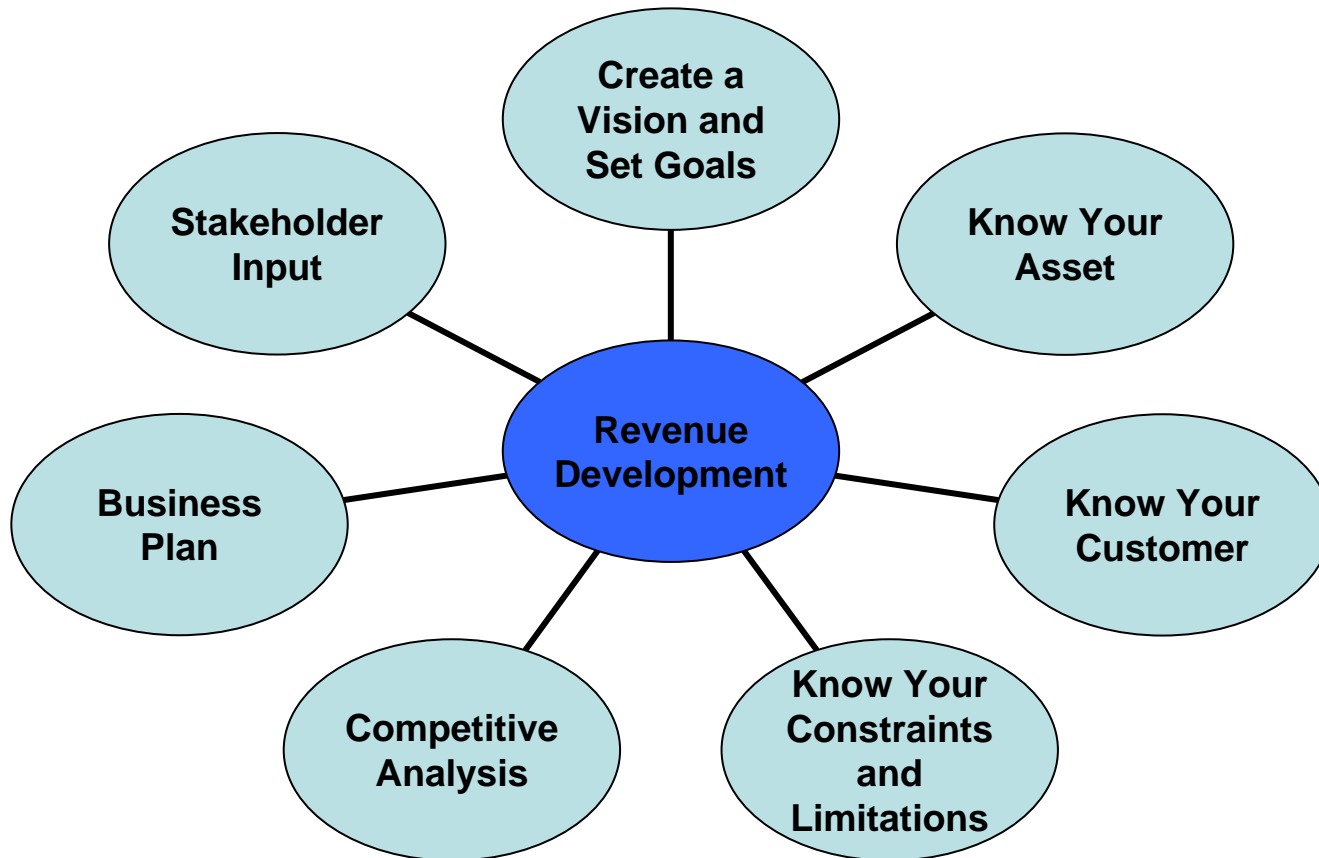 Create a
Vision and
Set Goals
Stakeholder
Input
Know Your
Asset
Revenue
Development
Business
Plan
Know Your
Customer
Competitive
Analysis
Know Your
Constraints
and
Limitations